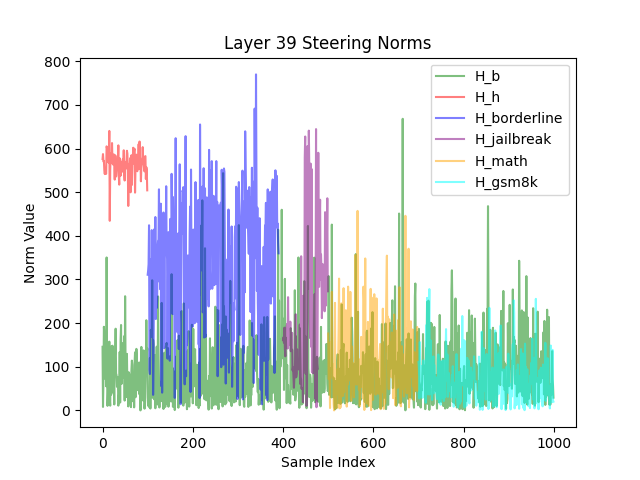 Layer 39 Steering Norms
800
700
600
500
400
300
200
100
0
Norm Value
H_b
H_h
H_borderline
H_jailbreak
H_math
H_gsm8k
0
200
400
600
800
1000
Sample Index